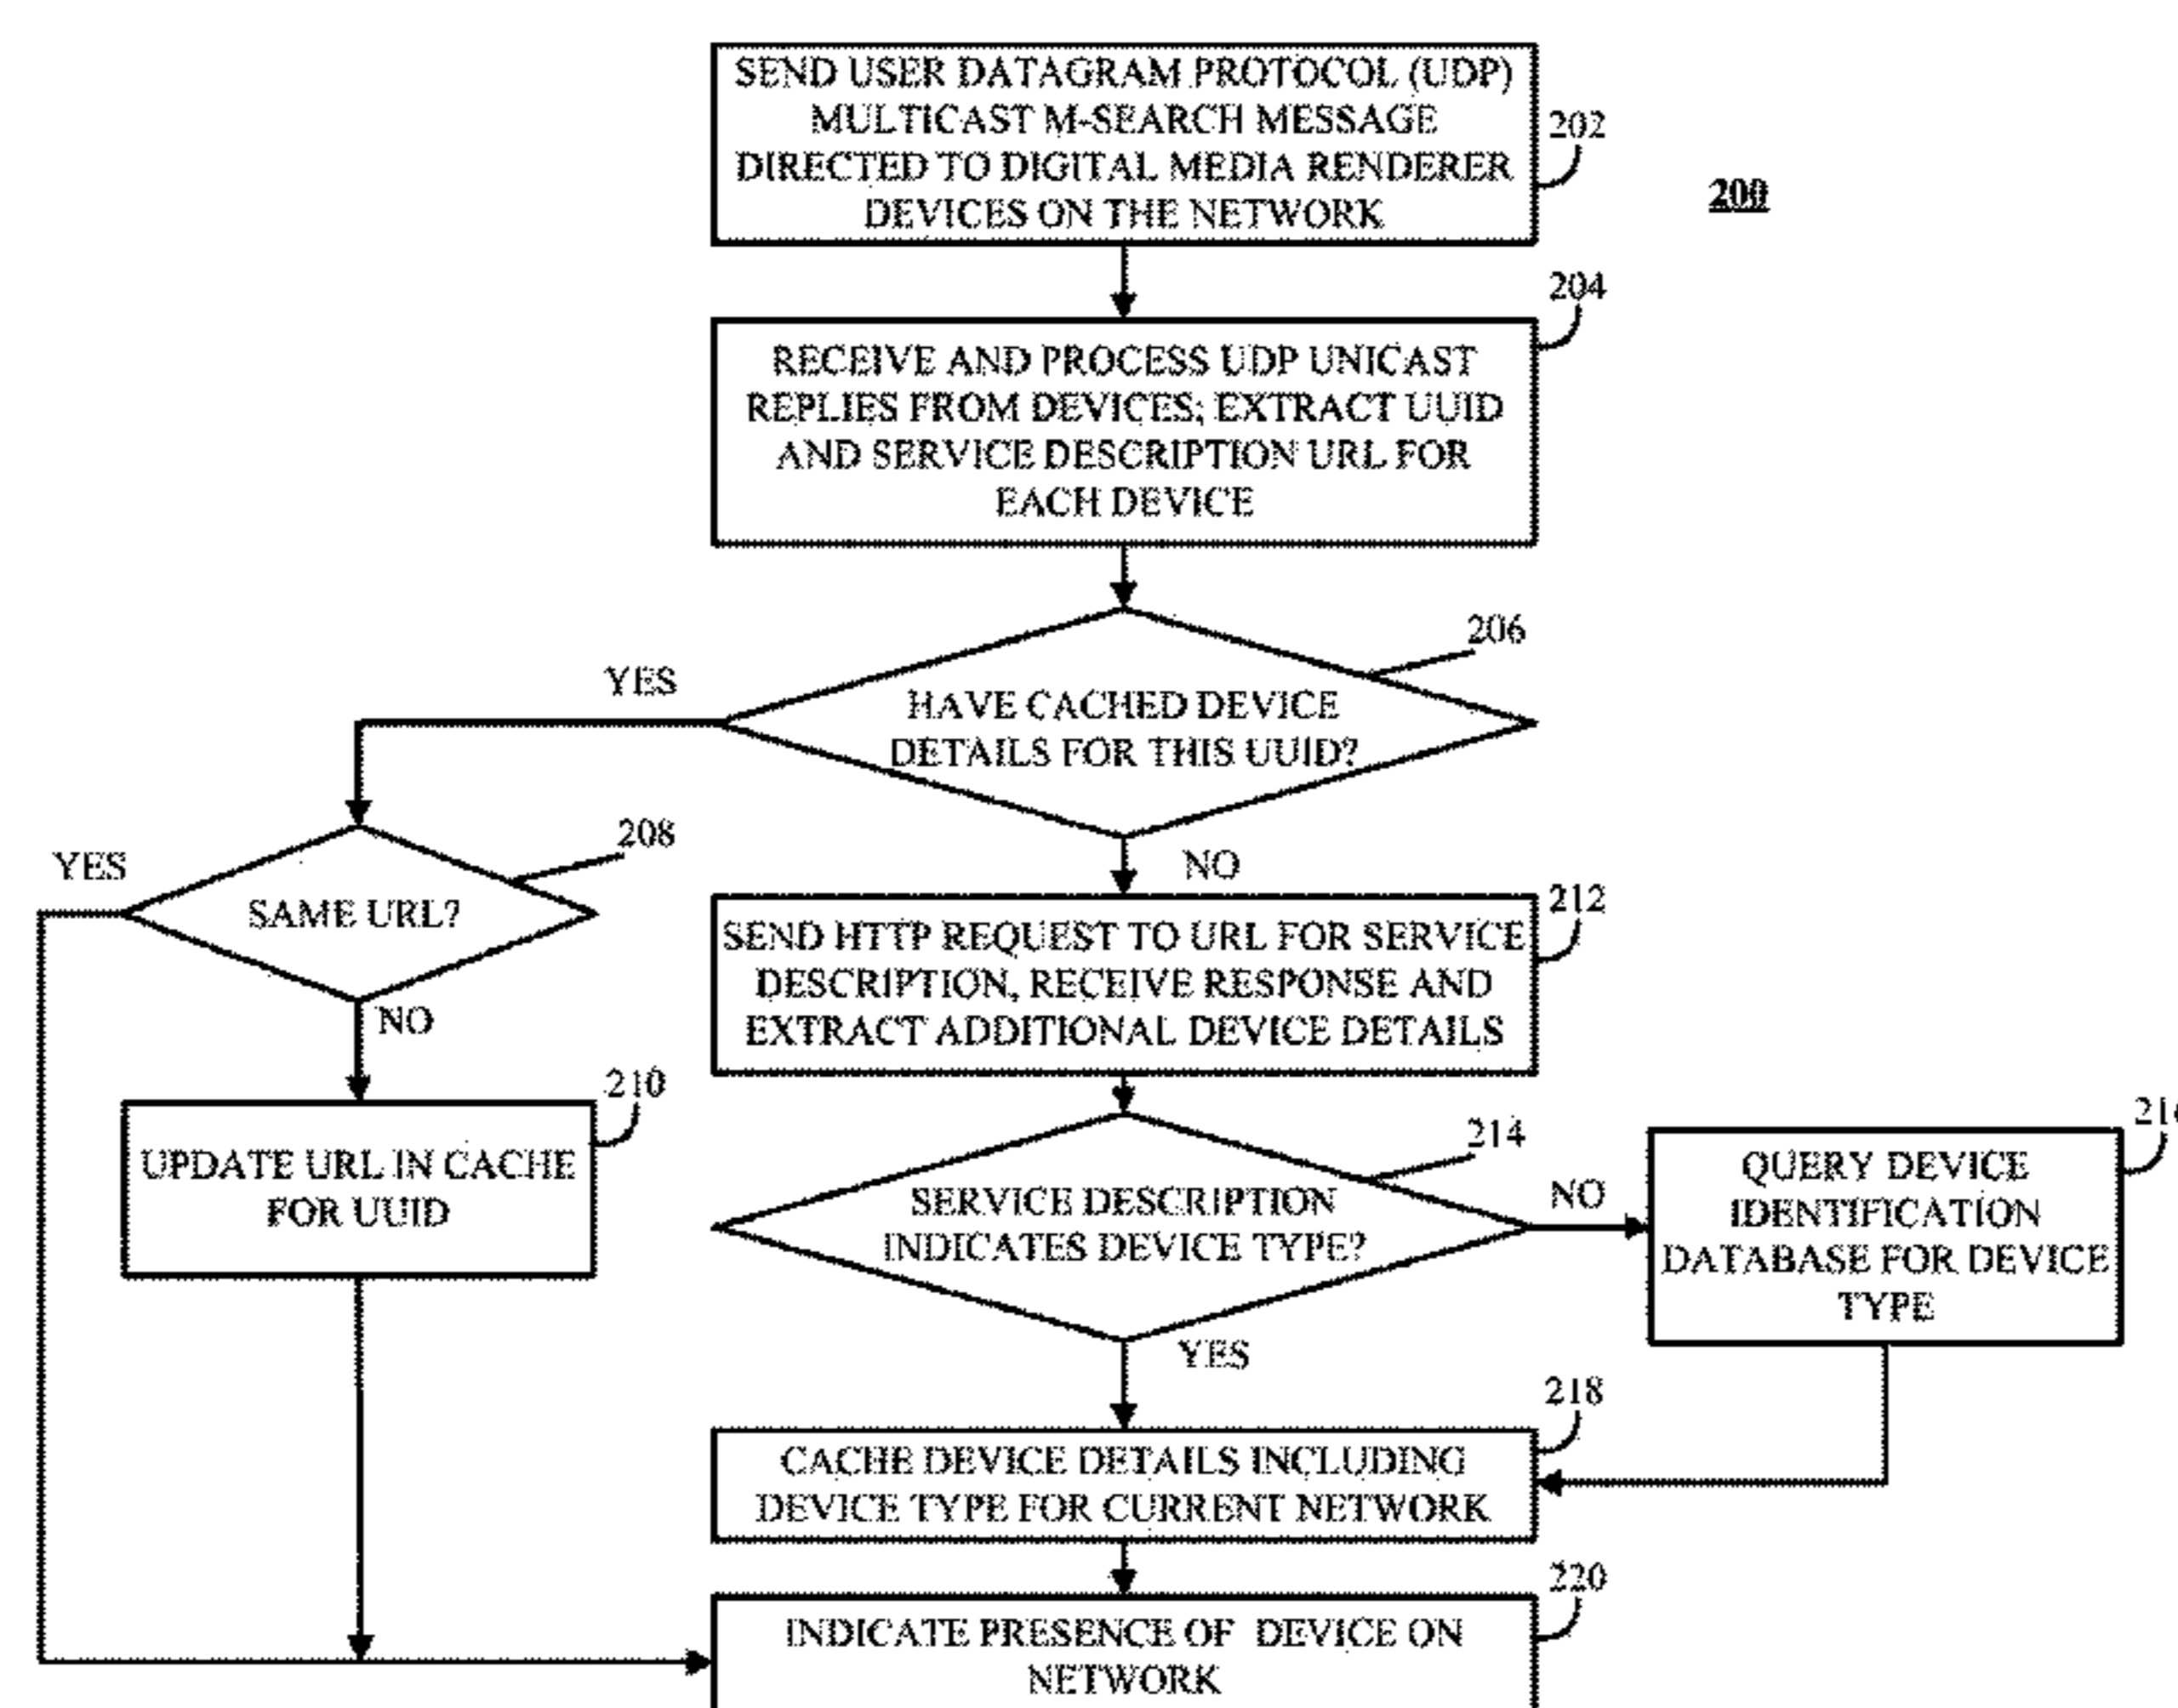 SEND USER DATAGRAM PROTOCOL (UDP)
MULTICAST M-SEARCH MESSAGE
DIRECTED TO DIGITAL MEDIA RENDERER
DEVICES ON THE NETWORK
202
200
204
RECEIVE AND PROCESS UDP UNICAST
REPLIES FROM DEVICES; EXTRACT UUID
AND SERVICE DESCRIPTION URL FOR
EACH DEVICE
206
YES
HAVE CACHED DEVICE
DETAILS FOR THIS UUID?
208
YES
SAME URL?
NO
NO
212
SEND HTTP REQUEST TO URL FOR SERVICE
DESCRIPTION, RECEIVE RESPONSE AND
EXTRACT ADDITIONAL DEVICE DETAILS
210
UPDATE URL IN CACHE
FOR UUID
214
SERVICE DESCRIPTION
INDICATES DEVICE TYPE?
NO
YES
216
QUERY DEVICE
IDENTIFICATION
DATABASE FOR DEVICE
TYPE
218
CACHE DEVICE DETAILS INCLUDING
DEVICE TYPE FOR CURRENT NETWORK
220
INDICATE PRESENCE OF DEVICE ON
NETWORK